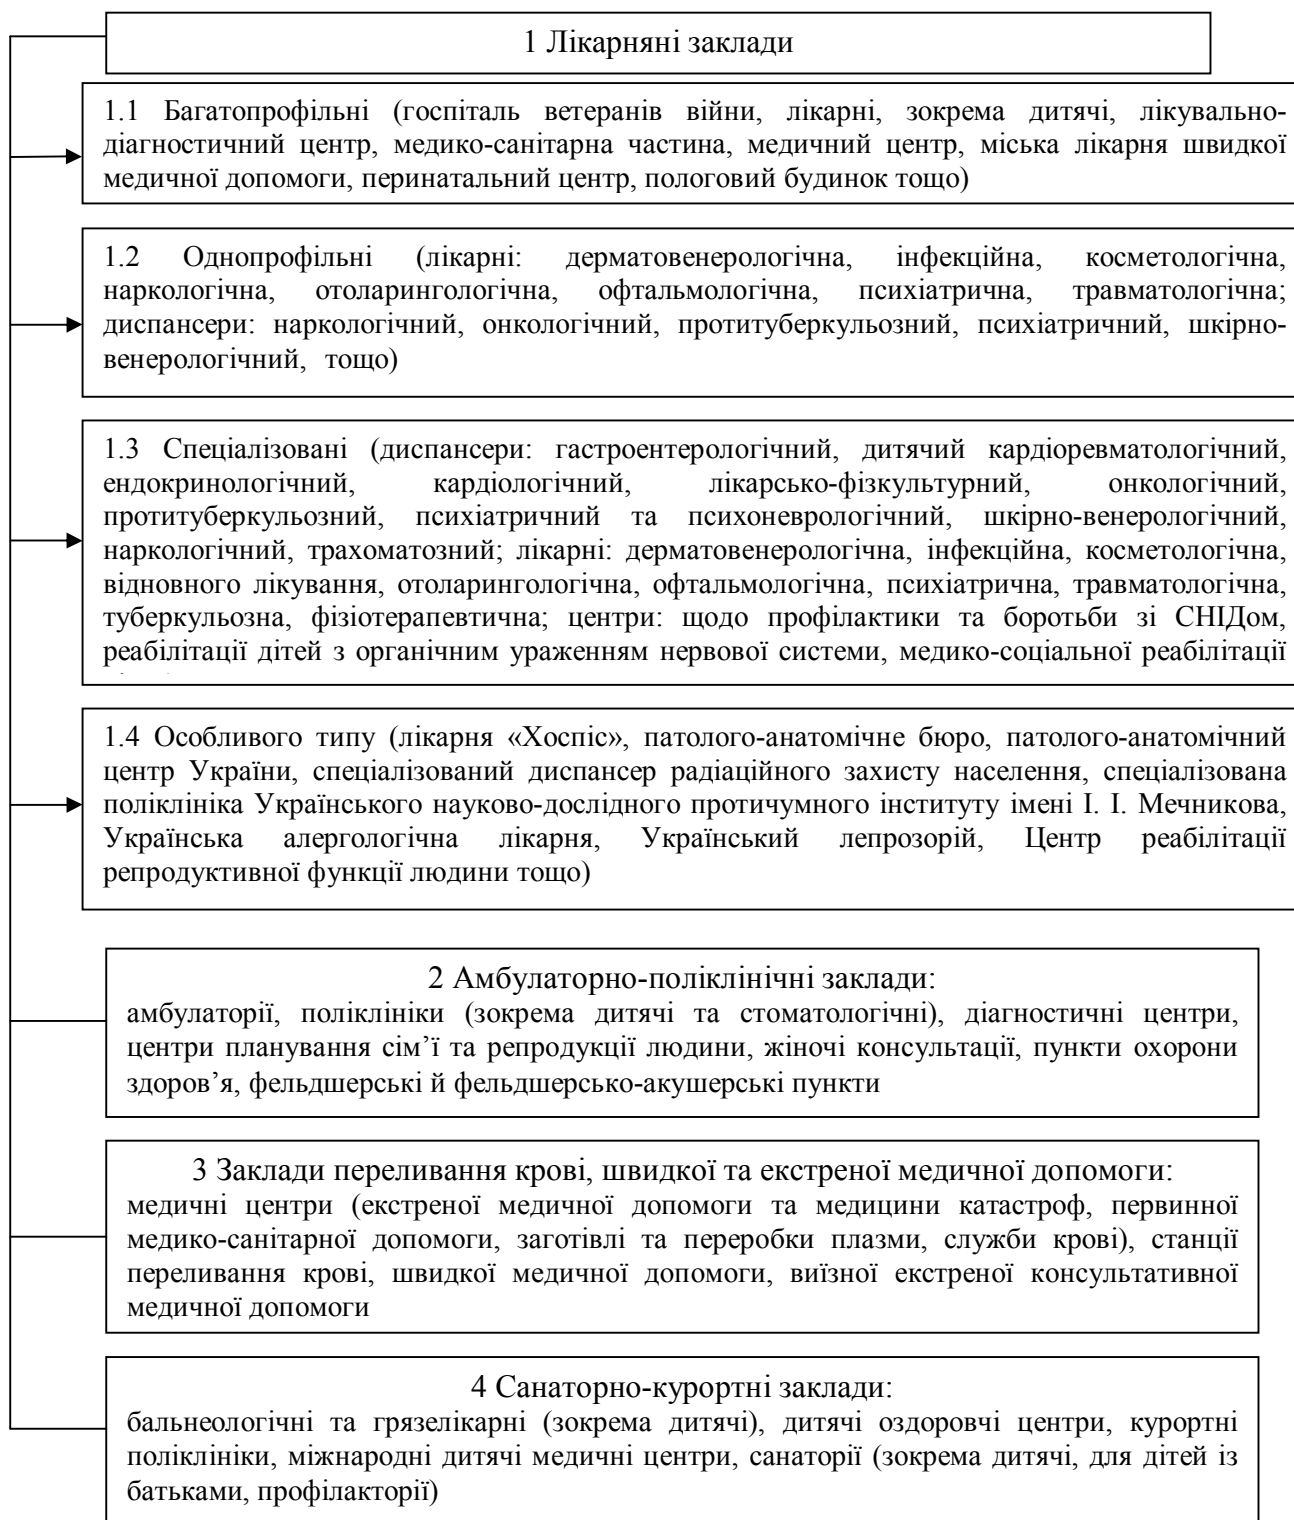 1 Лікарняні заклади
1.1 Багатопрофільні (госпіталь ветеранів війни, лікарні, зокрема дитячі, лікувально-
діагностичний центр, медико-санітарна частина, медичний центр, міська лікарня швидкої
медичної допомоги, перинатальний центр, пологовий будинок тощо)
1.2 Однопрофільні (лікарні: дерматовенерологічна, інфекційна, косметологічна,
наркологічна, отоларингологічна, офтальмологічна, психіатрична, травматологічна;
диспансери: наркологічний, онкологічний, протитуберкульозний, психіатричний, шкірно-
венерологічний, тощо)
1.3 Спеціалізовані (диспансери: гастроентерологічний, дитячий кардіоревматологічний,
ендокринологічний, кардіологічний, лікарсько-фізкультурний, онкологічний,
протитуберкульозний, психіатричний та психоневрологічний, шкірно-венерологічний,
наркологічний, трахоматозний; лікарні: дерматовенерологічна, інфекційна, косметологічна,
відновного лікування, отоларингологічна, офтальмологічна, психіатрична, травматологічна,
туберкульозна, фізіотерапевтична; центри: щодо профілактики та боротьби зі СНІДом,
реабілітації дітей з органічним ураженням нервової системи, медико-соціальної реабілітації
1.4 Особливого типу (лікарня «Хоспіс», патолого-анатомічне бюро, патолого-анатомічний
центр України, спеціалізований диспансер радіаційного захисту населення, спеціалізована
поліклініка Українського науково-дослідного протичумного інституту імені І. І. Мечникова,
Українська алергологічна лікарня, Український лепрозорій, Центр реабілітації
репродуктивної функції людини тощо)
2 Амбулаторно-поліклінічні заклади:
амбулаторії, поліклініки (зокрема дитячі та стоматологічні), діагностичні центри,
центри планування сім’ї та репродукції людини, жіночі консультації, пункти охорони
здоров’я, фельдшерські й фельдшерсько-акушерські пункти
3 Заклади переливання крові, швидкої та екстреної медичної допомоги:
медичні центри (екстреної медичної допомоги та медицини катастроф, первинної
медико-санітарної допомоги, заготівлі та переробки плазми, служби крові), станції
переливання крові, швидкої медичної допомоги, виїзної екстреної консультативної
медичної допомоги
4 Санаторно-курортні заклади:
бальнеологічні та грязелікарні (зокрема дитячі), дитячі оздоровчі центри, курортні
поліклініки, міжнародні дитячі медичні центри, санаторії (зокрема дитячі, для дітей із
батьками, профілакторії)